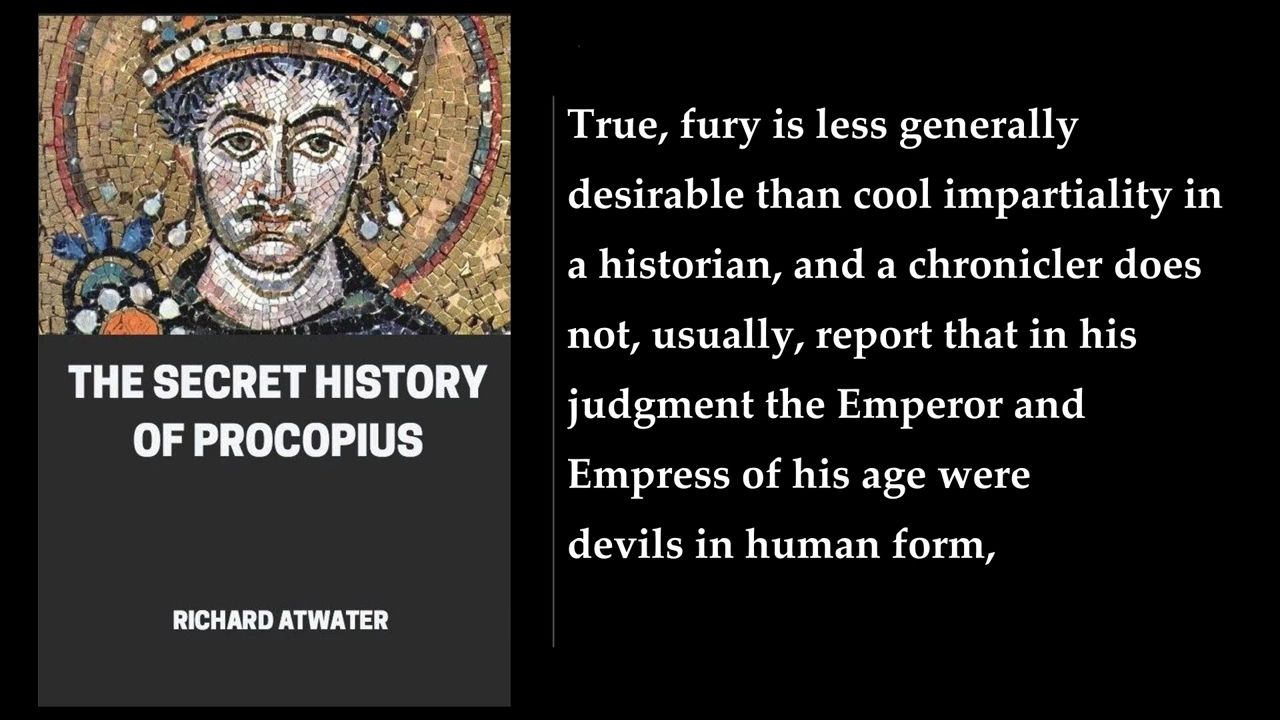 THE SECRET HISTORY
OF PROCOPIUS
RICHARD ATWATER
True, fury is less generally
desirable than cool impartiality in
a historian, and a chronicler does
not, usually, report that in his
judgment the Emperor and
Empress of his age were
devils in human form,